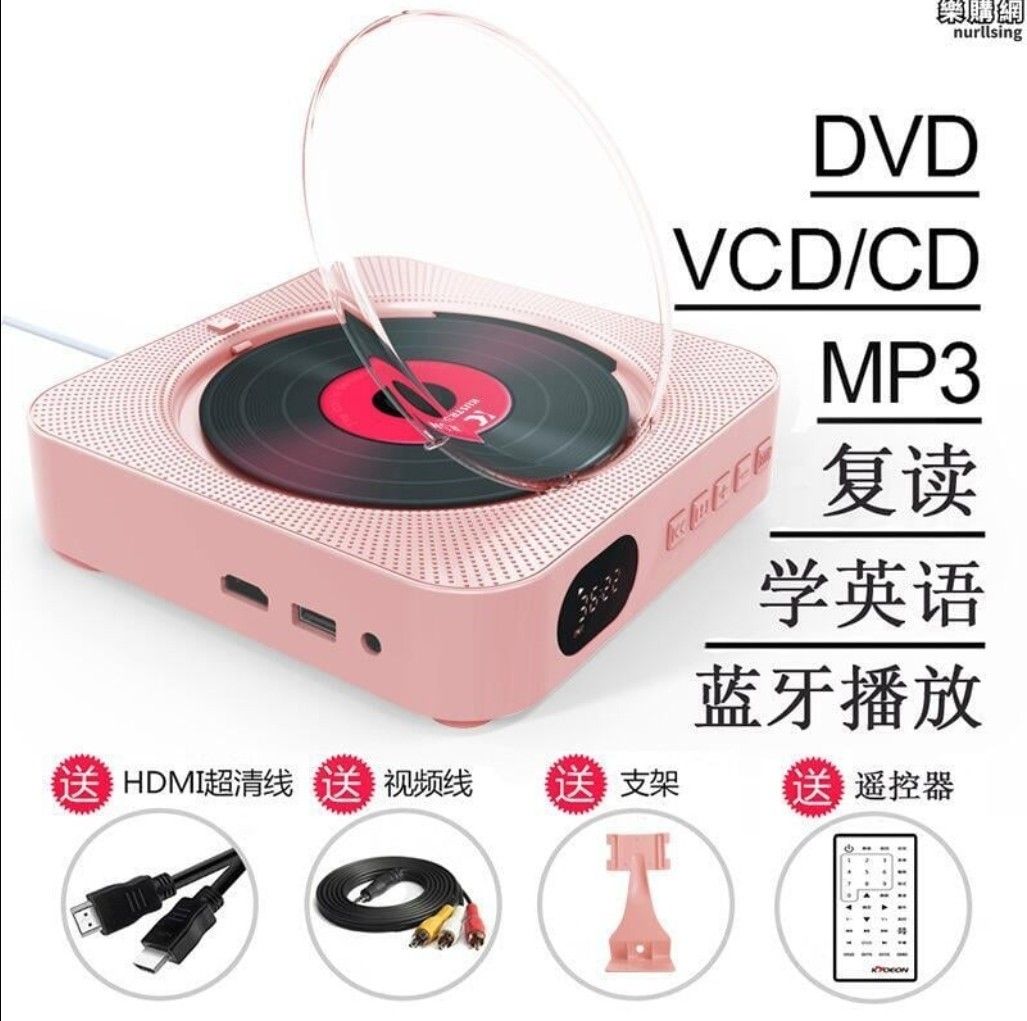 樂購網
nurllsing
DVD
VCD/CD
MP3
复读
学英语
蓝牙播放
送 HDMI超清线
送 视频线
送 支架
送 遥控器